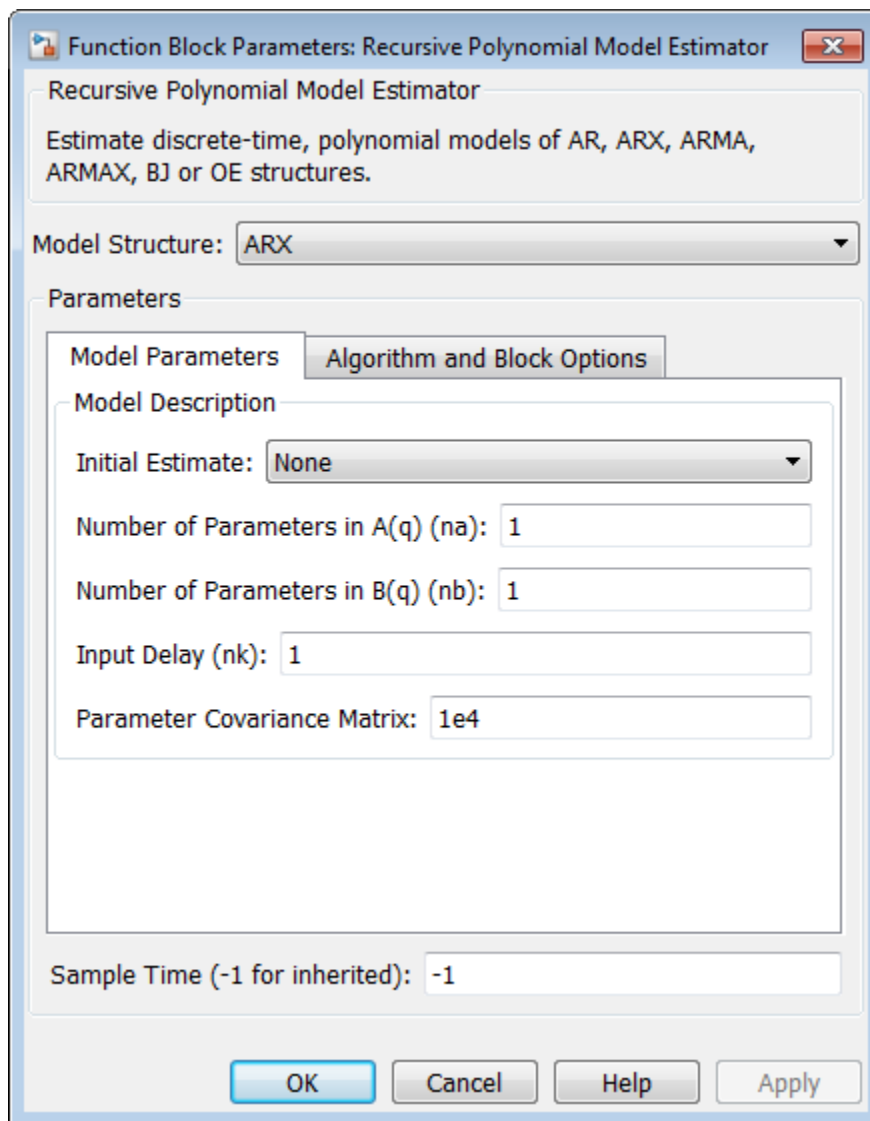 Function Block Parameters: Recursive Polynomial Model Estimator
Recursive Polynomial Model Estimator
Estimate discrete-time, polynomial models of AR, ARX, ARMA,
ARMAX, BJ or OE structures.
Model Structure: ARX
Parameters
Model Parameters Algorithm and Block Options
Model Description
Initial Estimate: None
Number of Parameters in A(q) (na): 1
Number of Parameters in B(q) (nb): 1
Input Delay (nk): 1
Parameter Covariance Matrix: 1e4
Sample Time (-1 for inherited): -1
OK Cancel Help Apply